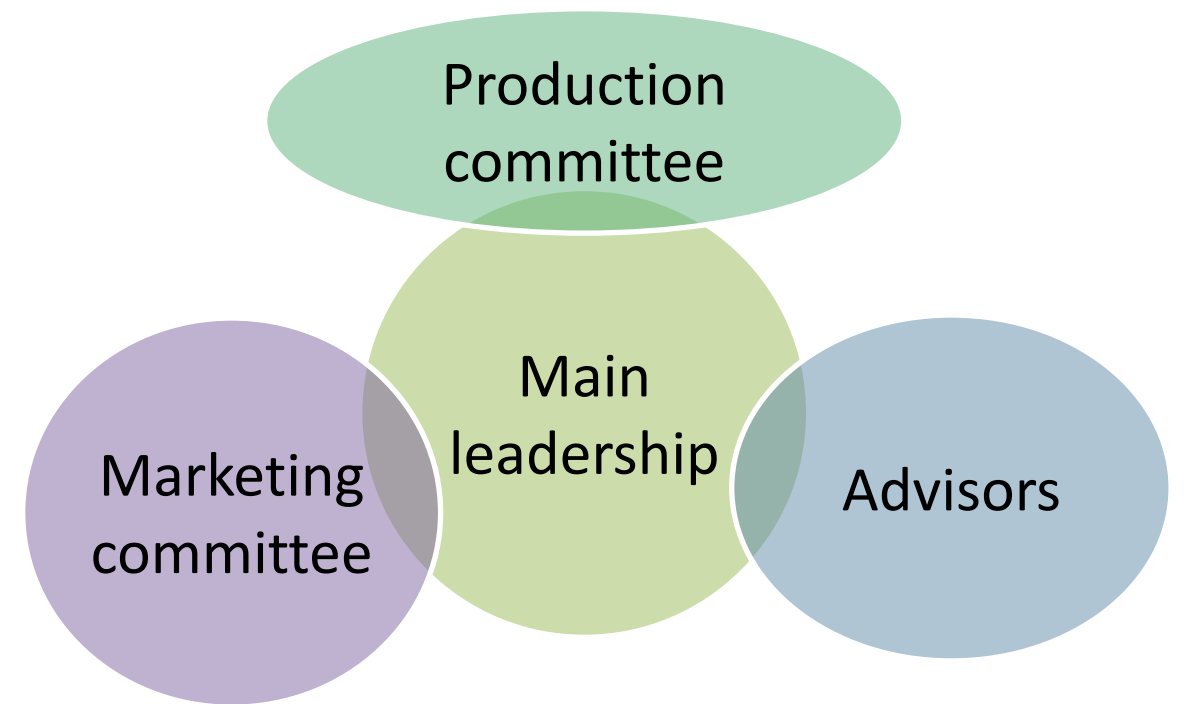 Production
committee
Main
leadership
Marketing
committee
Advisors